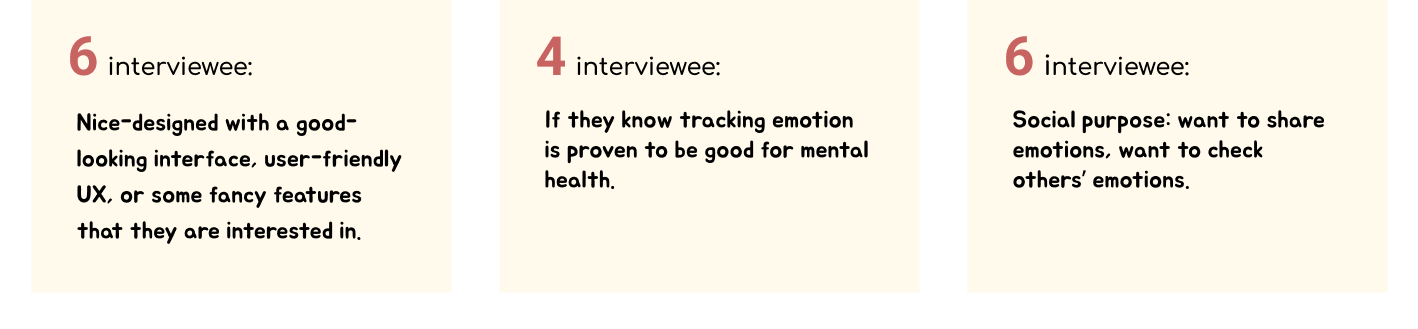 6 interviewee:
Nice-designed with a good-
looking interface, user-friendly
UX, or some fancy features
that they are interested in.
4 interviewee:
If they know tracking emotion
is proven to be good for mental
health.
6 interviewee:
Social purpose: want to share
emotions, want to check
others' emotions.